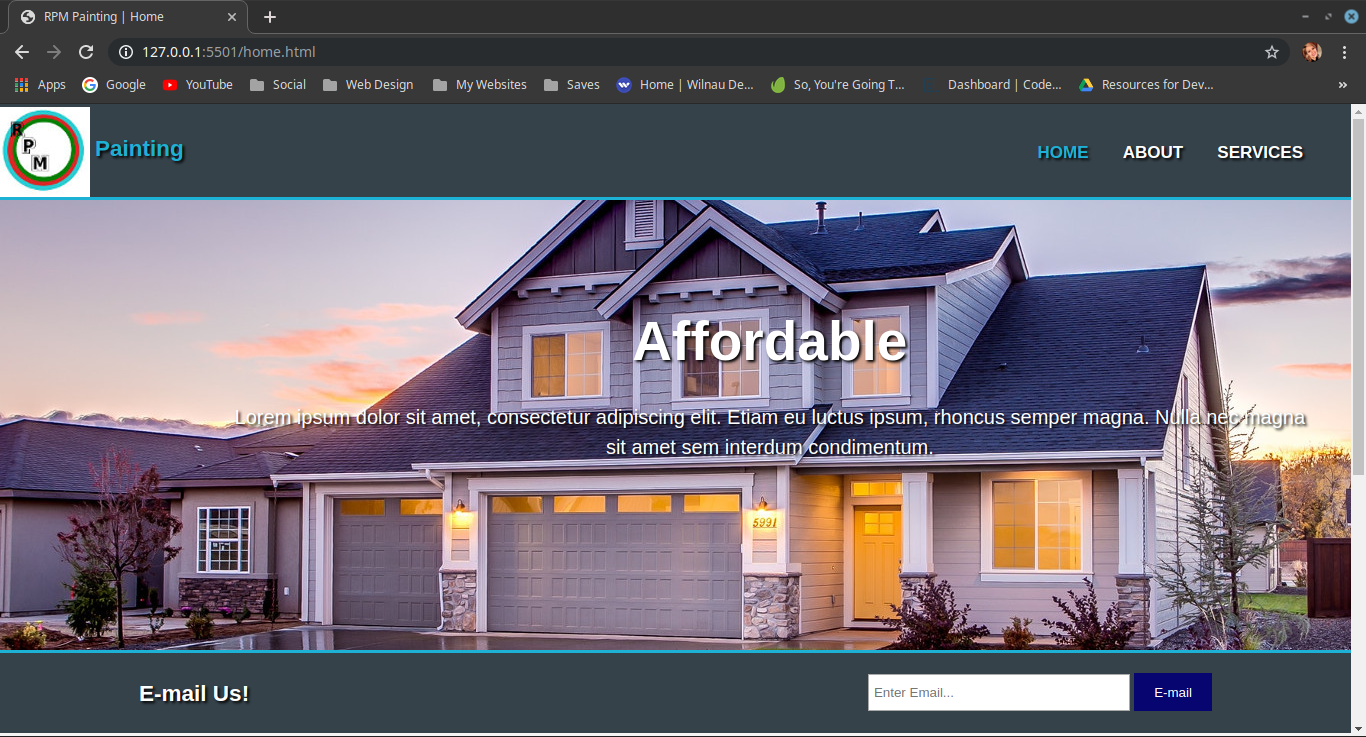 RPM Painting | Home
127.0.0.1:5501/home.html
Apps Google YouTube Social Web Design My Websites Saves Home | Wilnau De... So, You're Going T... Dashboard | Code... Resources for Dev... »
R
P
M
Painting
HOME ABOUT SERVICES
Affordable
Lorem ipsum dolor sit amet, consectetur adipiscing elit. Etiam eu luctus ipsum, rhoncus semper magna. Nulla nec magna
sit amet sem interdum condimentum.
5991
E-mail Us!
Enter Email...
E-mail